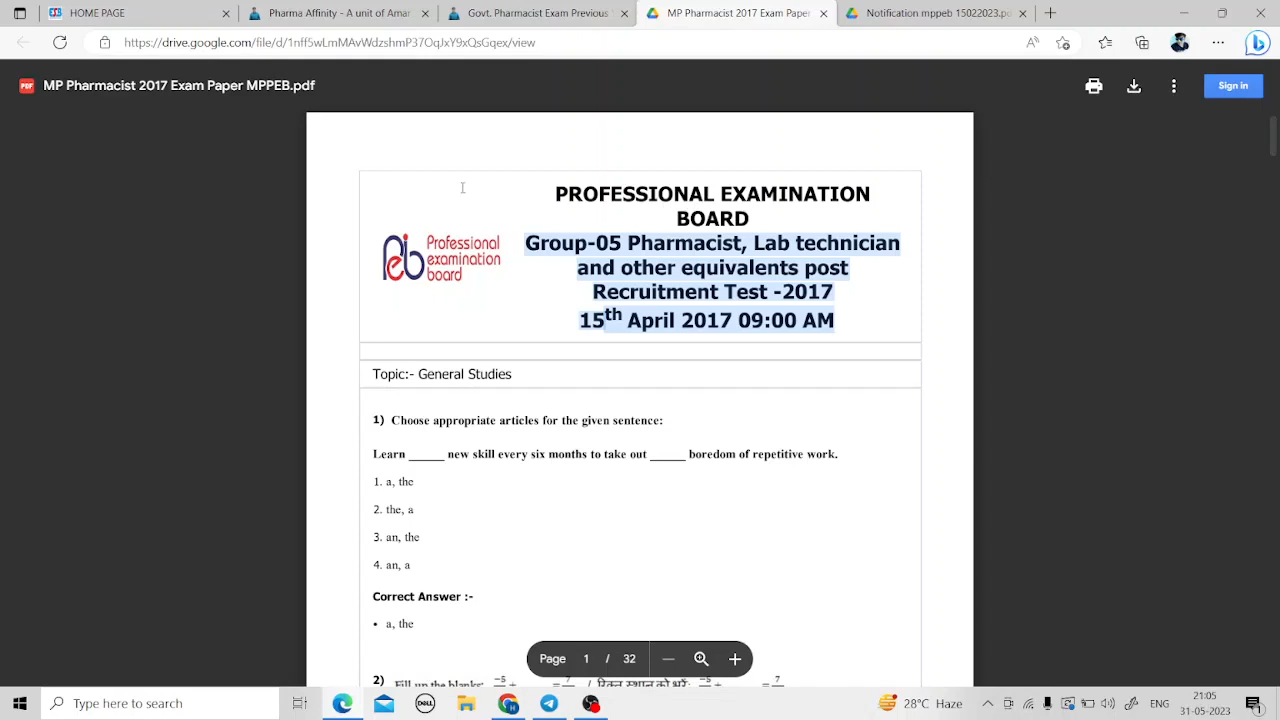 HOME PAGE
Pharma Affinity - A unit of Amar
Govt. Pharmacist Exam Previous
MP Pharmacist 2017 Exam Paper
Notification mppeb 15022023.p
https://drive.google.com/file/d/1nff5wLmMAvWdzshmP37OqJxY9xQsGqex/view
MP Pharmacist 2017 Exam Paper MPPEB.pdf
Sign in
PROFESSIONAL EXAMINATION
BOARD
Group-05 Pharmacist, Lab technician
and other equivalents post
Recruitment Test -2017
15th April 2017 09:00 AM
Professional
examination
board
Topic:- General Studies
1) Choose appropriate articles for the given sentence:
Learn ______ new skill every six months to take out ______ boredom of repetitive work.
1. a, the
2. the, a
3. an, the
4. an, a
Correct Answer :-
• a, the
Page 1 / 32
2) Fill up the blanks: -5 + = 7 / रिक्त स्थान को भरें: -5 + = 7
Type here to search
DELL
28°C Haze
ENG
21:05
31-05-2023